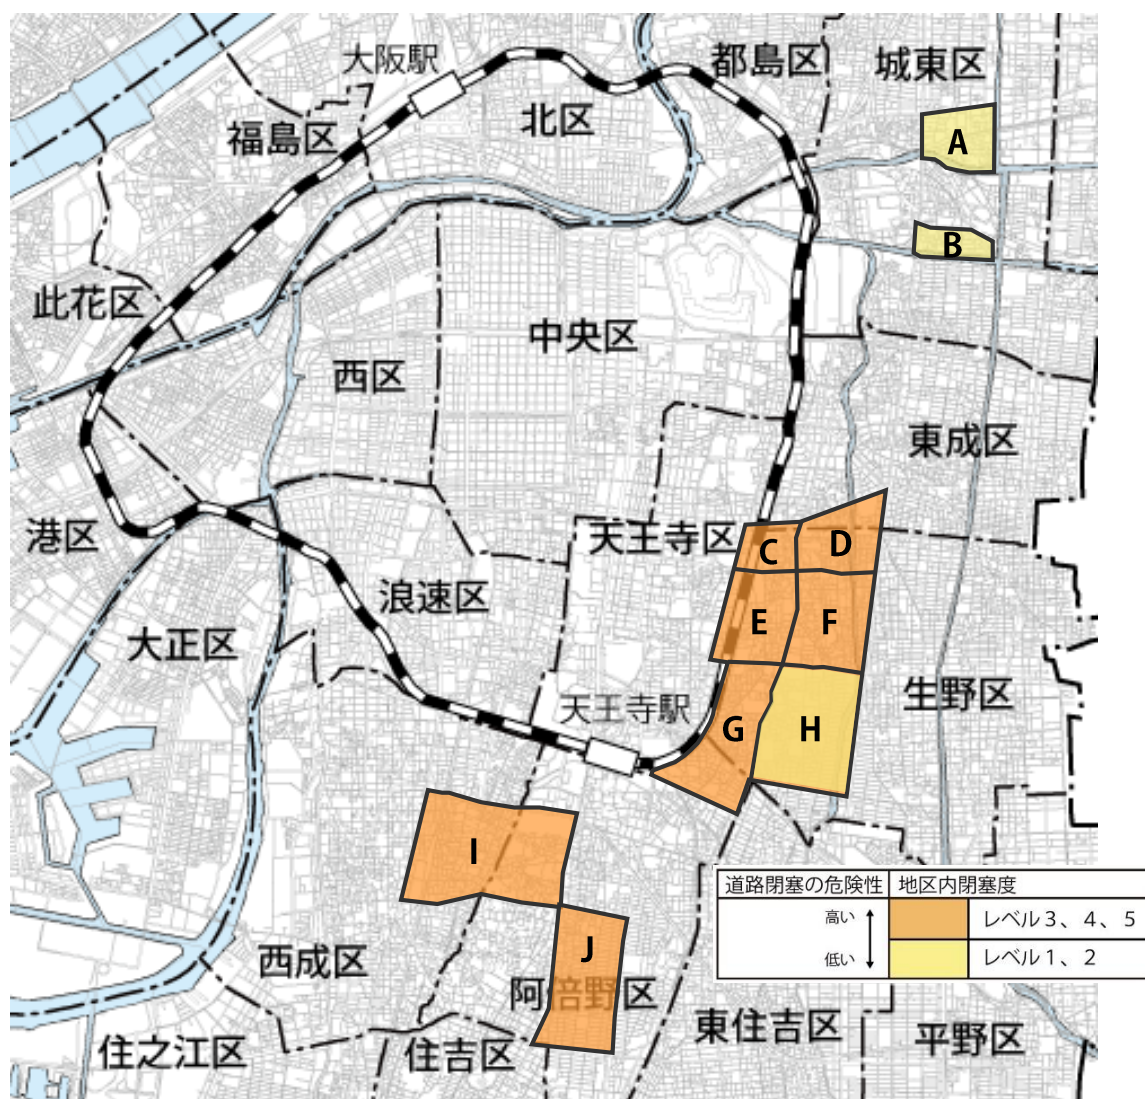 大阪駅
都島区
城東区
福島区
北区
A
B
此花区
中央区
西区
東成区
港区
天王寺区
C
D
浪速区
E
F
大正区
天王寺駅
生野区
G
H
I
J
西成区
阿倍野区
住之江区
住吉区
東住吉区
平野区
道路閉塞の危険性
地区内閉塞度
高い
レベル３、４、５
低い
レベル１、２